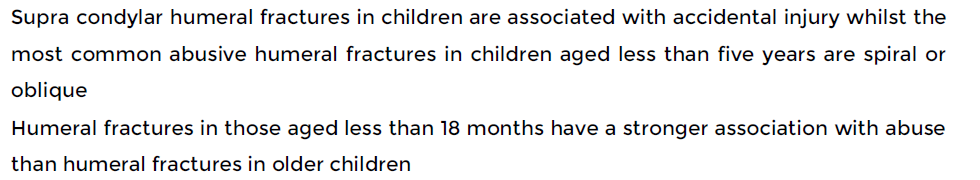 Supra condylar humeral fractures in children are associated with accidental injury whilst the
most common abusive humeral fractures in children aged less than five years are spiral or
oblique
Humeral fractures in those aged less than 18 months have a stronger association with abuse
than humeral fractures in older children